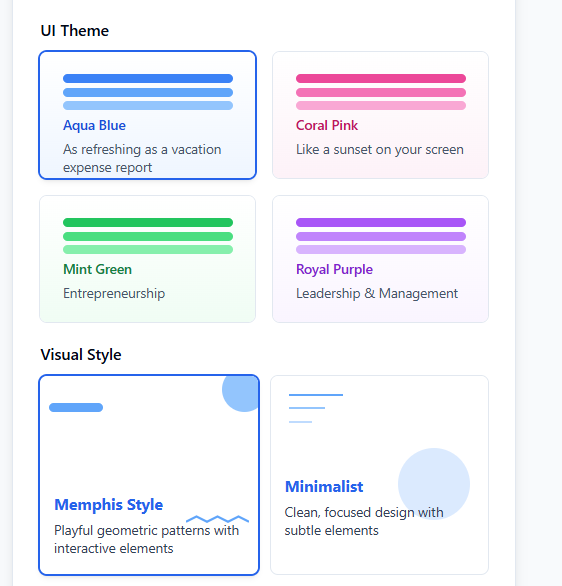 UI Theme
Aqua Blue
As refreshing as a vacation
expense report
Coral Pink
Like a sunset on your screen
Mint Green
Entrepreneurship
Royal Purple
Leadership & Management
Visual Style
Memphis Style
Playful geometric patterns with
interactive elements
Minimalist
Clean, focused design with
subtle elements